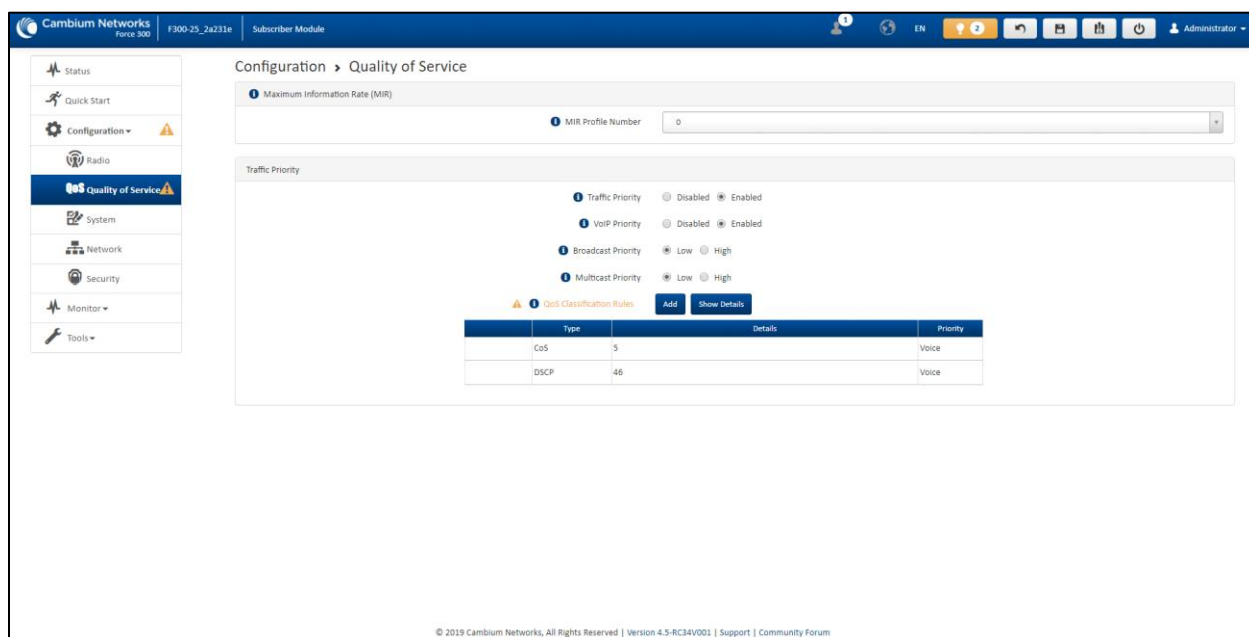 Cambium Networks
Force 300
F300-25_2a231e
Subscriber Module
1
EN
2
Administrator
Status
Quick Start
Configuration
Radio
QoS Quality of Service
System
Network
Security
Monitor
Tools
Configuration > Quality of Service
Maximum Information Rate (MIR)
MIR Profile Number
0
Traffic Priority
Traffic Priority Disabled Enabled
VoIP Priority Disabled Enabled
Broadcast Priority Low High
Multicast Priority Low High
QoS Classification Rules Add Show Details
Type Details Priority
CoS 5 Voice
DSCP 46 Voice
© 2019 Cambium Networks, All Rights Reserved | Version 4.5-RC34V001 | Support | Community Forum